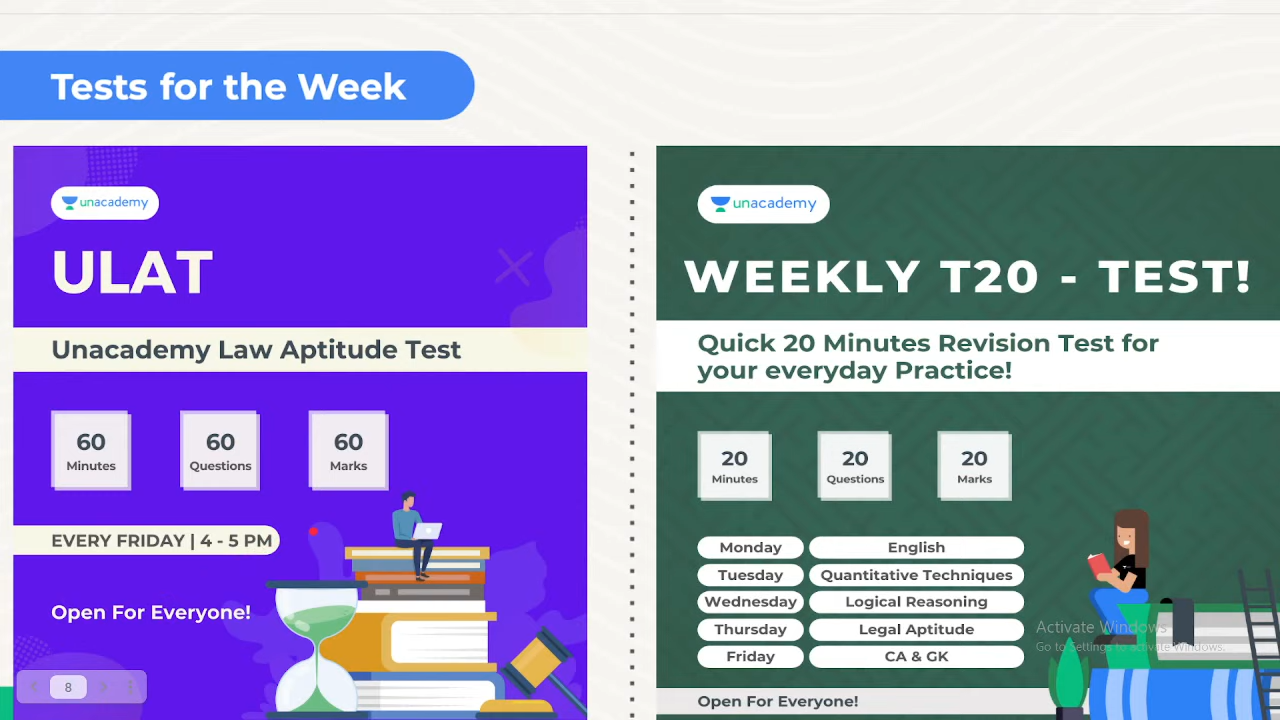 Tests for the Week
unacademy
ULAT
Unacademy Law Aptitude Test
60
Minutes
60
Questions
60
Marks
EVERY FRIDAY | 4 - 5 PM
Open For Everyone!
8
unacademy
WEEKLY T20 - TEST!
Quick 20 Minutes Revision Test for
your everyday Practice!
20
Minutes
20
Questions
20
Marks
Monday English
Tuesday Quantitative Techniques
Wednesday Logical Reasoning
Thursday Legal Aptitude
Friday CA & GK
Open For Everyone!
Activate Windows
Go to Settings to activate Windows.